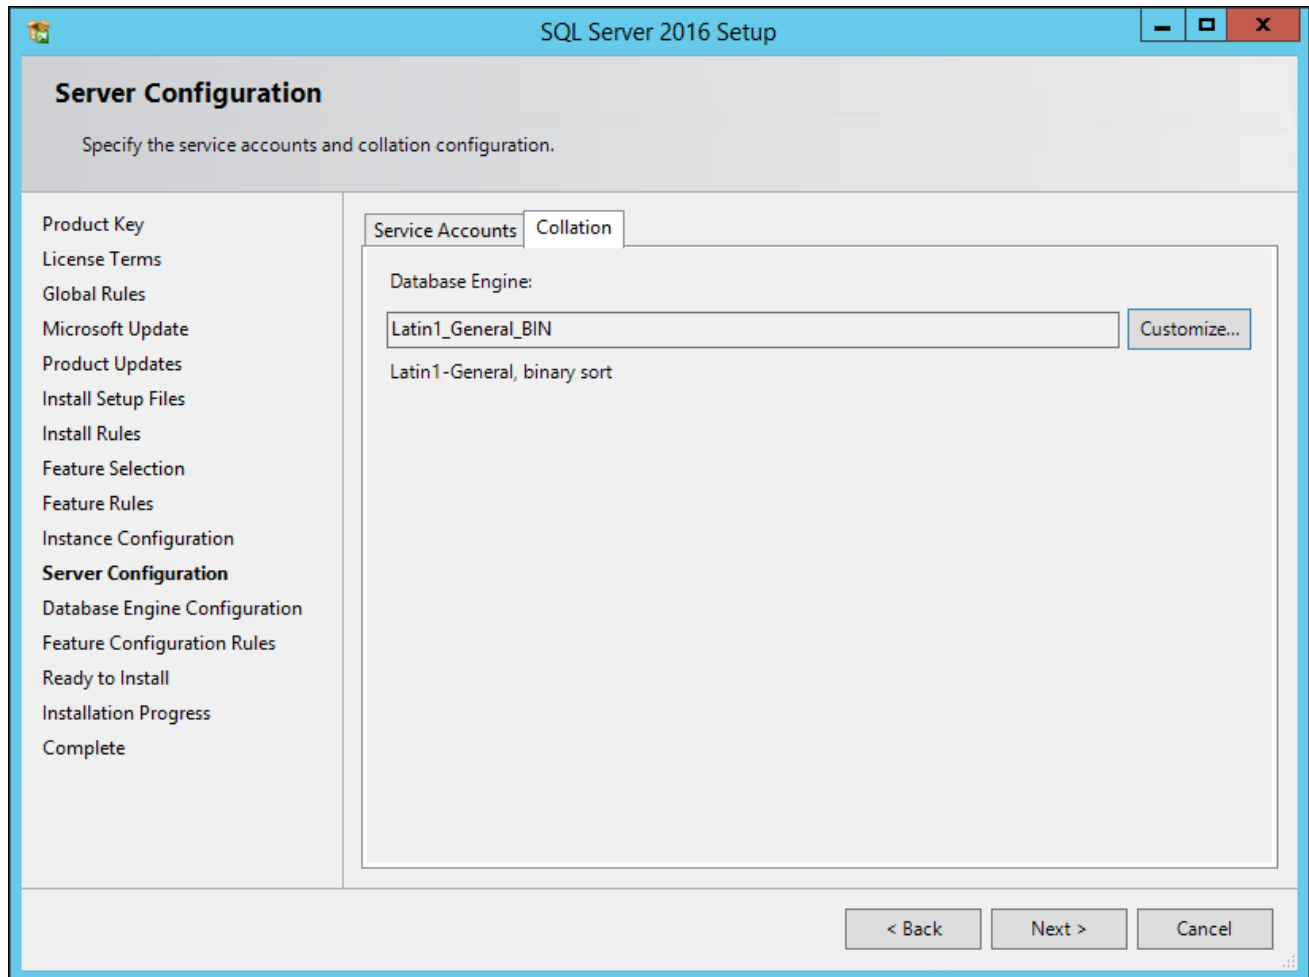 SQL Server 2016 Setup
Server Configuration
Specify the service accounts and collation configuration.
Product Key
License Terms
Global Rules
Microsoft Update
Product Updates
Install Setup Files
Install Rules
Feature Selection
Feature Rules
Instance Configuration
Server Configuration
Database Engine Configuration
Feature Configuration Rules
Ready to Install
Installation Progress
Complete
Service Accounts Collation
Database Engine:
Latin1_General_BIN Customize...
Latin1-General, binary sort
< Back Next > Cancel